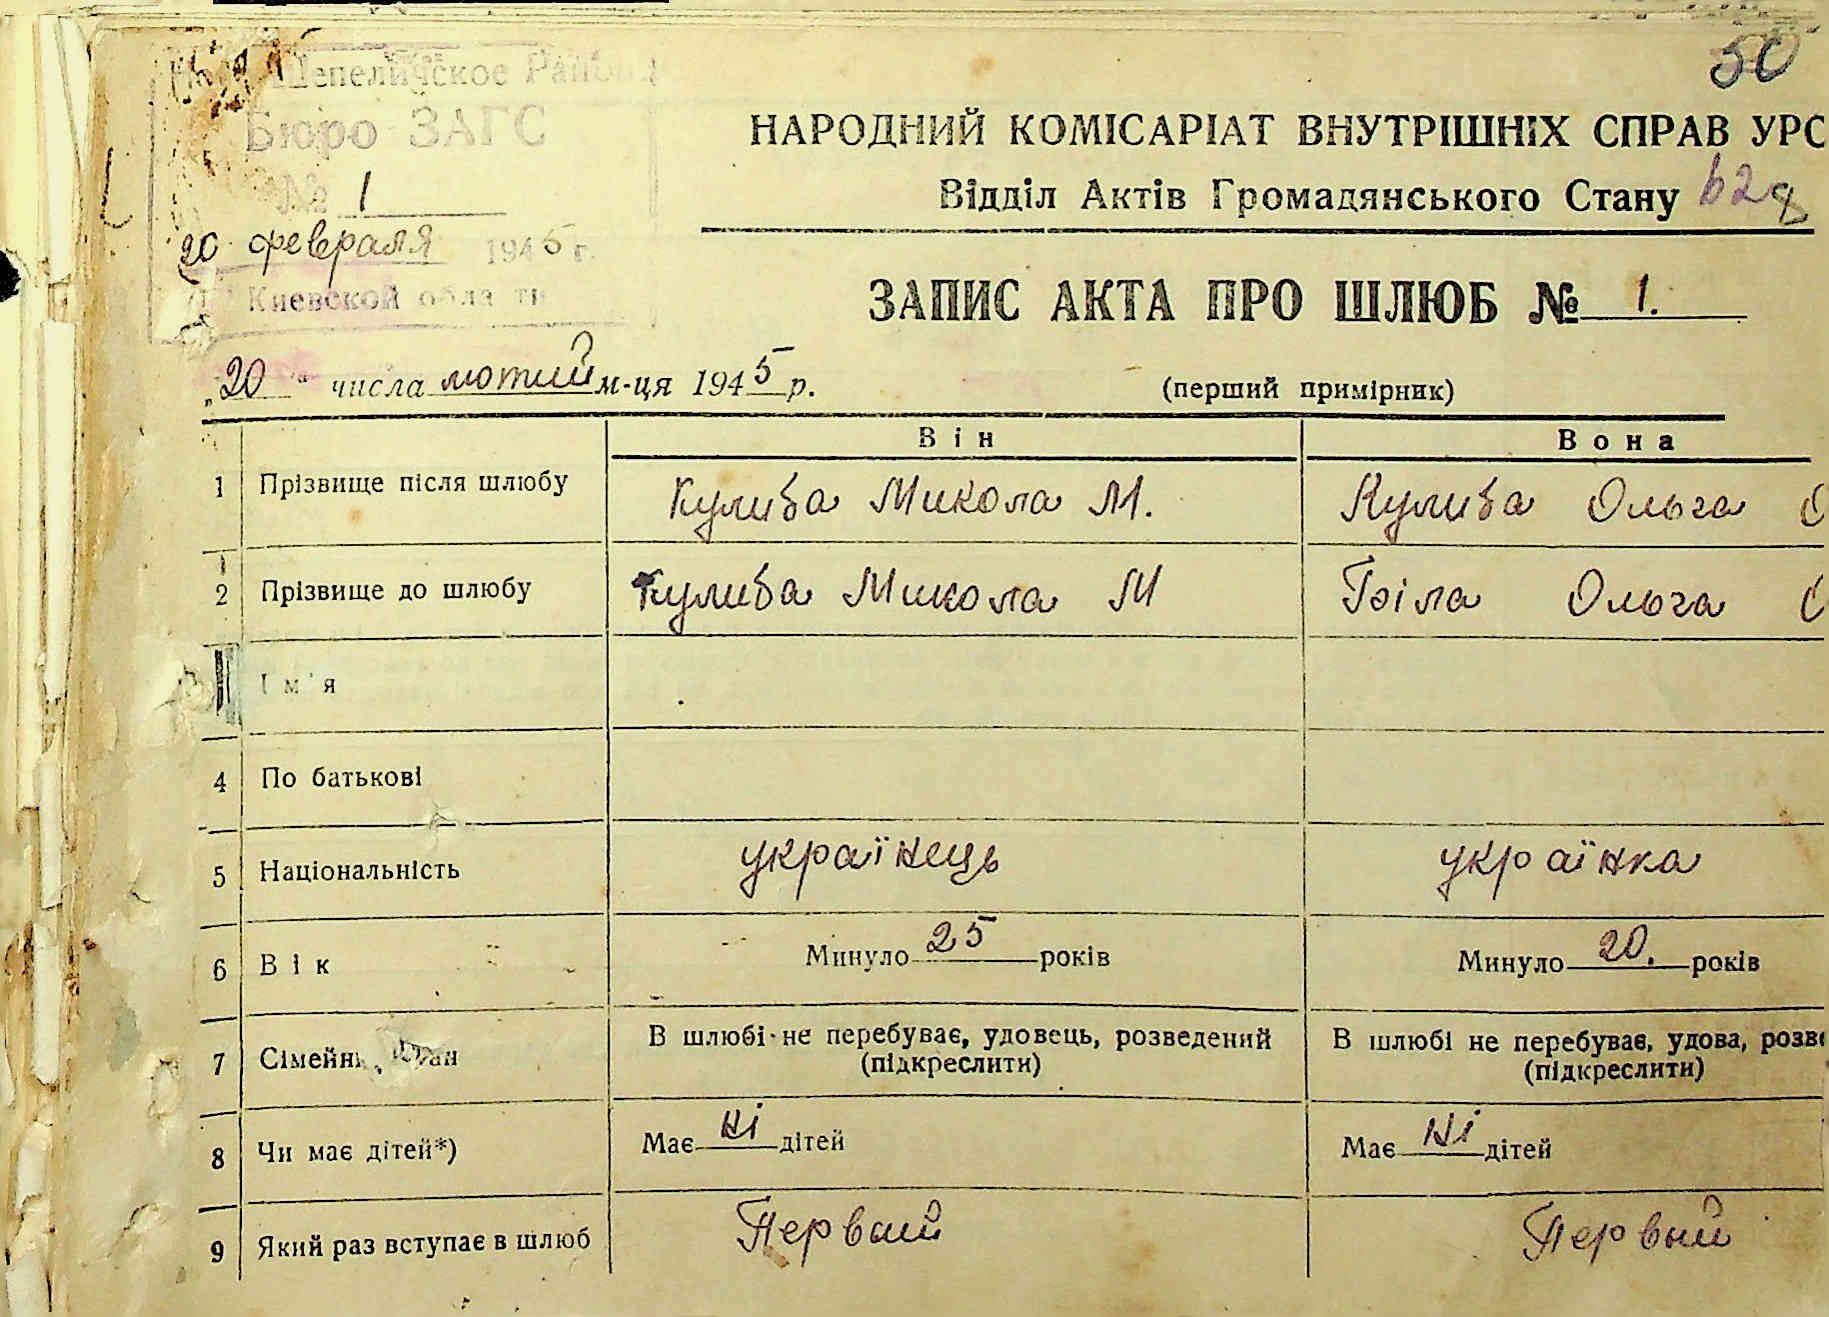 50
Шепеличское
Бюро ЗАГС
№ 1
20 февраля 1945 г.
Киевской области
НАРОДНИЙ КОМІСАРІАТ ВНУТРІШНІХ СПРАВ УРС
Відділ Актів Громадянського Стану
ЗАПИС АКТА ПРО ШЛЮБ № 1.
„20" числа лютий м-ця 1945 р.
(перший примірник)
Він Вона
1 Прізвище після шлюбу Кулиба Микола М. Кулиба Ольга
2 Прізвище до шлюбу Кулиба Микола М Біла Ольга
Ім'я
4 По батькові
5 Національність українець українка
6 Вік Минуло 25 років Минуло 20. років
7 Сімейний стан В шлюбі не перебуває, удовець, розведений (підкреслити) В шлюбі не перебуває, удова, розве (підкреслити)
8 Чи має дітей*) Має ні дітей Має ні дітей
9 Який раз вступає в шлюб Первый Первый